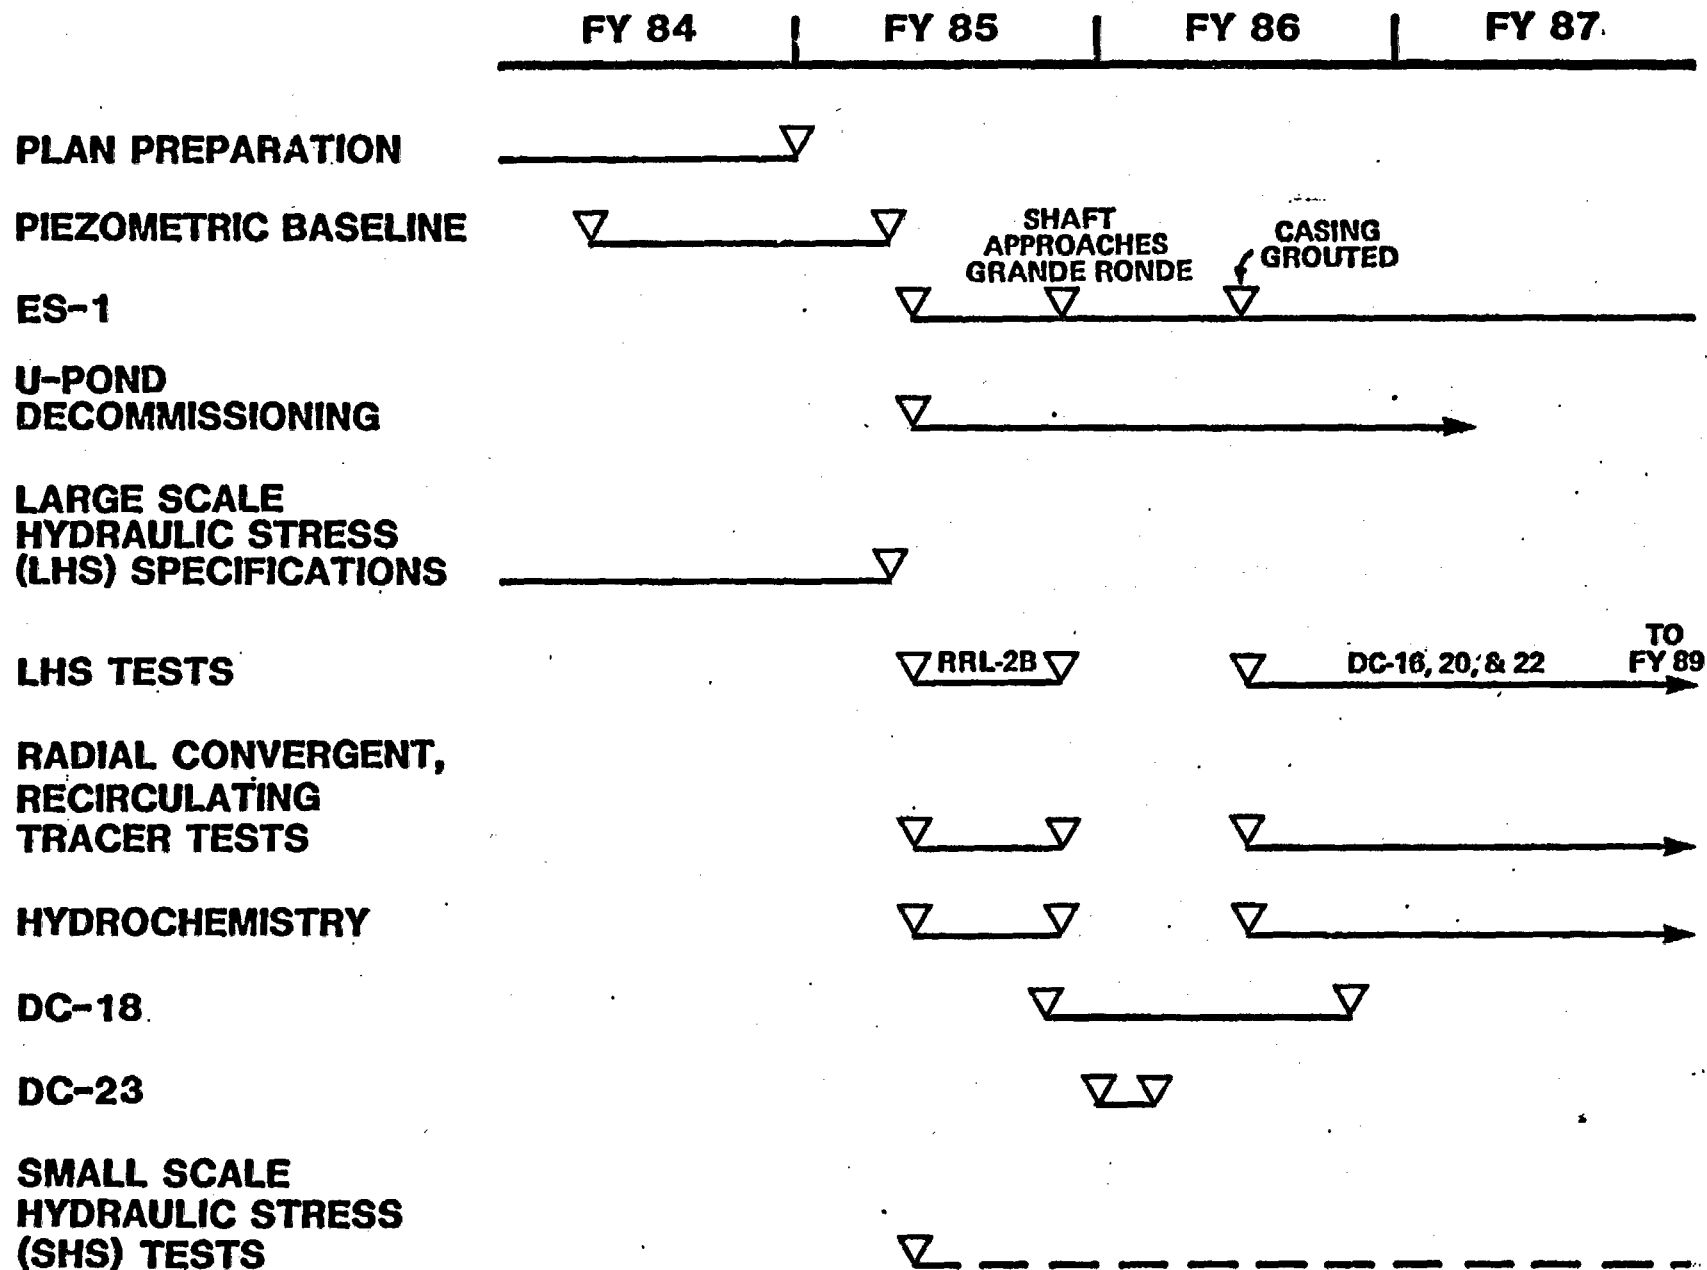 FY 84 | FY 85 | FY 86 | FY 87
PLAN PREPARATION
PIEZOMETRIC BASELINE
SHAFT
APPROACHES
GRANDE RONDE
CASING
GROUTED
ES-1
U-POND
DECOMMISSIONING
LARGE SCALE
HYDRAULIC STRESS
(LHS) SPECIFICATIONS
LHS TESTS
RRL-2B
DC-16, 20, & 22
TO
FY 89
RADIAL CONVERGENT,
RECIRCULATING
TRACER TESTS
HYDROCHEMISTRY
DC-18
DC-23
SMALL SCALE
HYDRAULIC STRESS
(SHS) TESTS